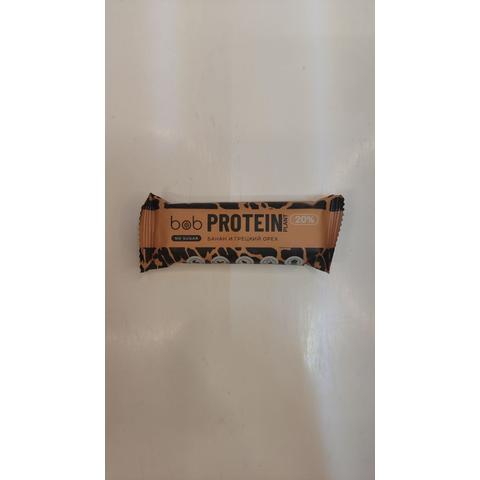 bob PROTEIN PLANT 20%
NO SUGAR БАНАН И ГРЕЦКИЙ ОРЕХ